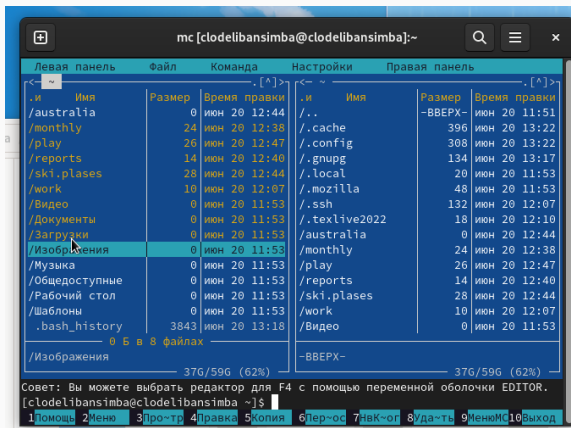 mc [clodelibansimba@clodelibansimba]:~
Левая панель Файл Команда Настройки Правая панель
<— ~ .[^]> <— ~ .[^]>
.и Имя Размер Время правки .и Имя Размер Время правки
/australia 0 июн 20 12:44 /.. -ВВЕРХ- июн 20 11:51
/monthly 24 июн 20 12:38 /.cache 396 июн 20 13:22
/play 26 июн 20 12:47 /.config 308 июн 20 13:22
/reports 14 июн 20 12:40 /.gnupg 134 июн 20 13:17
/ski.plases 28 июн 20 12:44 /.local 20 июн 20 11:53
/work 10 июн 20 12:07 /.mozilla 48 июн 20 11:53
/Видео 0 июн 20 11:53 /.ssh 132 июн 20 12:07
/Документы 0 июн 20 11:53 /.texlive2022 18 июн 20 12:10
/Загрузки 0 июн 20 11:53 /australia 0 июн 20 12:44
/Изображения 0 июн 20 11:53 /monthly 24 июн 20 12:38
/Музыка 0 июн 20 11:53 /play 26 июн 20 12:47
/Общедоступные 0 июн 20 11:53 /reports 14 июн 20 12:40
/Рабочий стол 0 июн 20 11:53 /ski.plases 28 июн 20 12:44
/Шаблоны 0 июн 20 11:53 /work 10 июн 20 12:07
.bash_history 3843 июн 20 13:18 /Видео 0 июн 20 11:53
0 Б в 8 файлах
/Изображения -ВВЕРХ-
37G/59G (62%) 37G/59G (62%)
Совет: Вы можете выбрать редактор для F4 с помощью переменной оболочки EDITOR.
[clodelibansimba@clodelibansimba ~]$
1Помощь 2Меню 3Про~тр 4Правка 5Копия 6Пер~ос 7НвК~ог 8Уда~ть 9МенюМС 10Выход